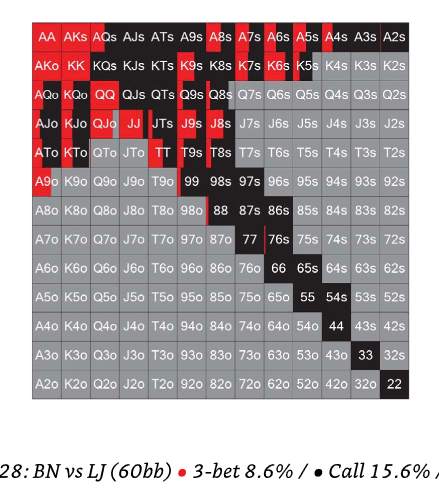 AA AKs AQs AJs ATs A9s A8s A7s A6s A5s A4s A3s A2s
AKo KK KQs KJs KTs K9s K8s K7s K6s K5s K4s K3s K2s
AQo KQo QQ QJs QTs Q9s Q8s Q7s Q6s Q5s Q4s Q3s Q2s
AJo KJo QJo JJ JTs J9s J8s J7s J6s J5s J4s J3s J2s
ATo KTo QTo JTo TT T9s T8s T7s T6s T5s T4s T3s T2s
A9o K9o Q9o J9o T9o 99 98s 97s 96s 95s 94s 93s 92s
A8o K8o Q8o J8o T8o 98o 88 87s 86s 85s 84s 83s 82s
A7o K7o Q7o J7o T7o 97o 87o 77 76s 75s 74s 73s 72s
A6o K6o Q6o J6o T6o 96o 86o 76o 66 65s 64s 63s 62s
A5o K5o Q5o J5o T5o 95o 85o 75o 65o 55 54s 53s 52s
A4o K4o Q4o J4o T4o 94o 84o 74o 64o 54o 44 43s 42s
A3o K3o Q3o J3o T3o 93o 83o 73o 63o 53o 43o 33 32s
A2o K2o Q2o J2o T2o 92o 82o 72o 62o 52o 42o 32o 22
28: BN vs LJ (60bb) • 3-bet 8.6% / • Call 15.6% /